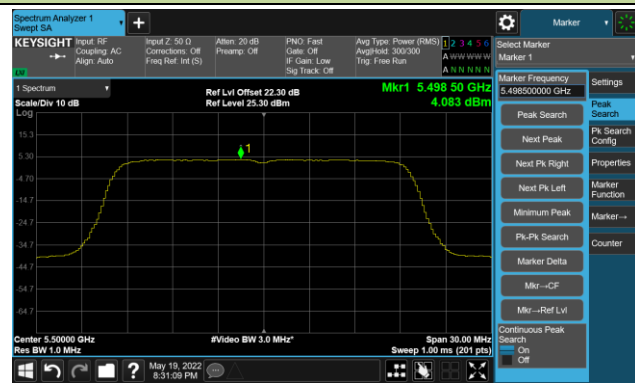 Spectrum Analyzer 1
Swept SA
Marker
KEYSIGHT
Input: RF
Coupling: AC
Align: Auto
Input Z: 50 Ω
Corrections: Off
Freq Ref: Int (S)
Atten: 20 dB
Preamp: Off
PNO: Fast
Gate: Off
IF Gain: Low
Sig Track: Off
Avg Type: Power (RMS)
Avg|Hold: 300/300
Trig: Free Run
1 2 3 4 5 6
A W W W W W
A N N N N N
Select Marker
Marker 1
1 Spectrum
Scale/Div 10 dB
Log
Ref Lvl Offset 22.30 dB
Ref Level 25.30 dBm
Mkr1 5.498 50 GHz
4.083 dBm
15.3
5.30
-4.70
-14.7
-24.7
-34.7
-44.7
-54.7
-64.7
1
Center 5.50000 GHz
Res BW 1.0 MHz
#Video BW 3.0 MHz*
Span 30.00 MHz
Sweep 1.00 ms (201 pts)
Marker Frequency
5.498500000 GHz
Peak Search
Next Peak
Next Pk Right
Next Pk Left
Minimum Peak
Pk-Pk Search
Marker Delta
Mkr→CF
Mkr→Ref Lvl
Continuous Peak
Search
On
Off
Settings
Peak
Search
Pk Search
Config
Properties
Marker
Function
Marker→
Counter
May 19, 2022
8:31:09 PM